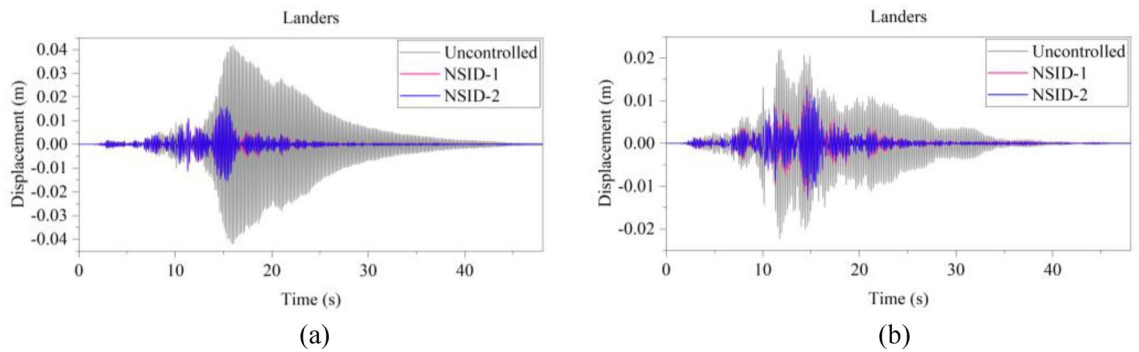 Landers
Displacement (m)
0.04
0.03
0.02
0.01
0.00
-0.01
-0.02
-0.03
-0.04
Uncontrolled
NSID-1
NSID-2
0 10 20 30 40
Time (s)
(a)
Landers
Displacement (m)
0.02
0.01
0.00
-0.01
-0.02
Uncontrolled
NSID-1
NSID-2
0 10 20 30 40
Time (s)
(b)